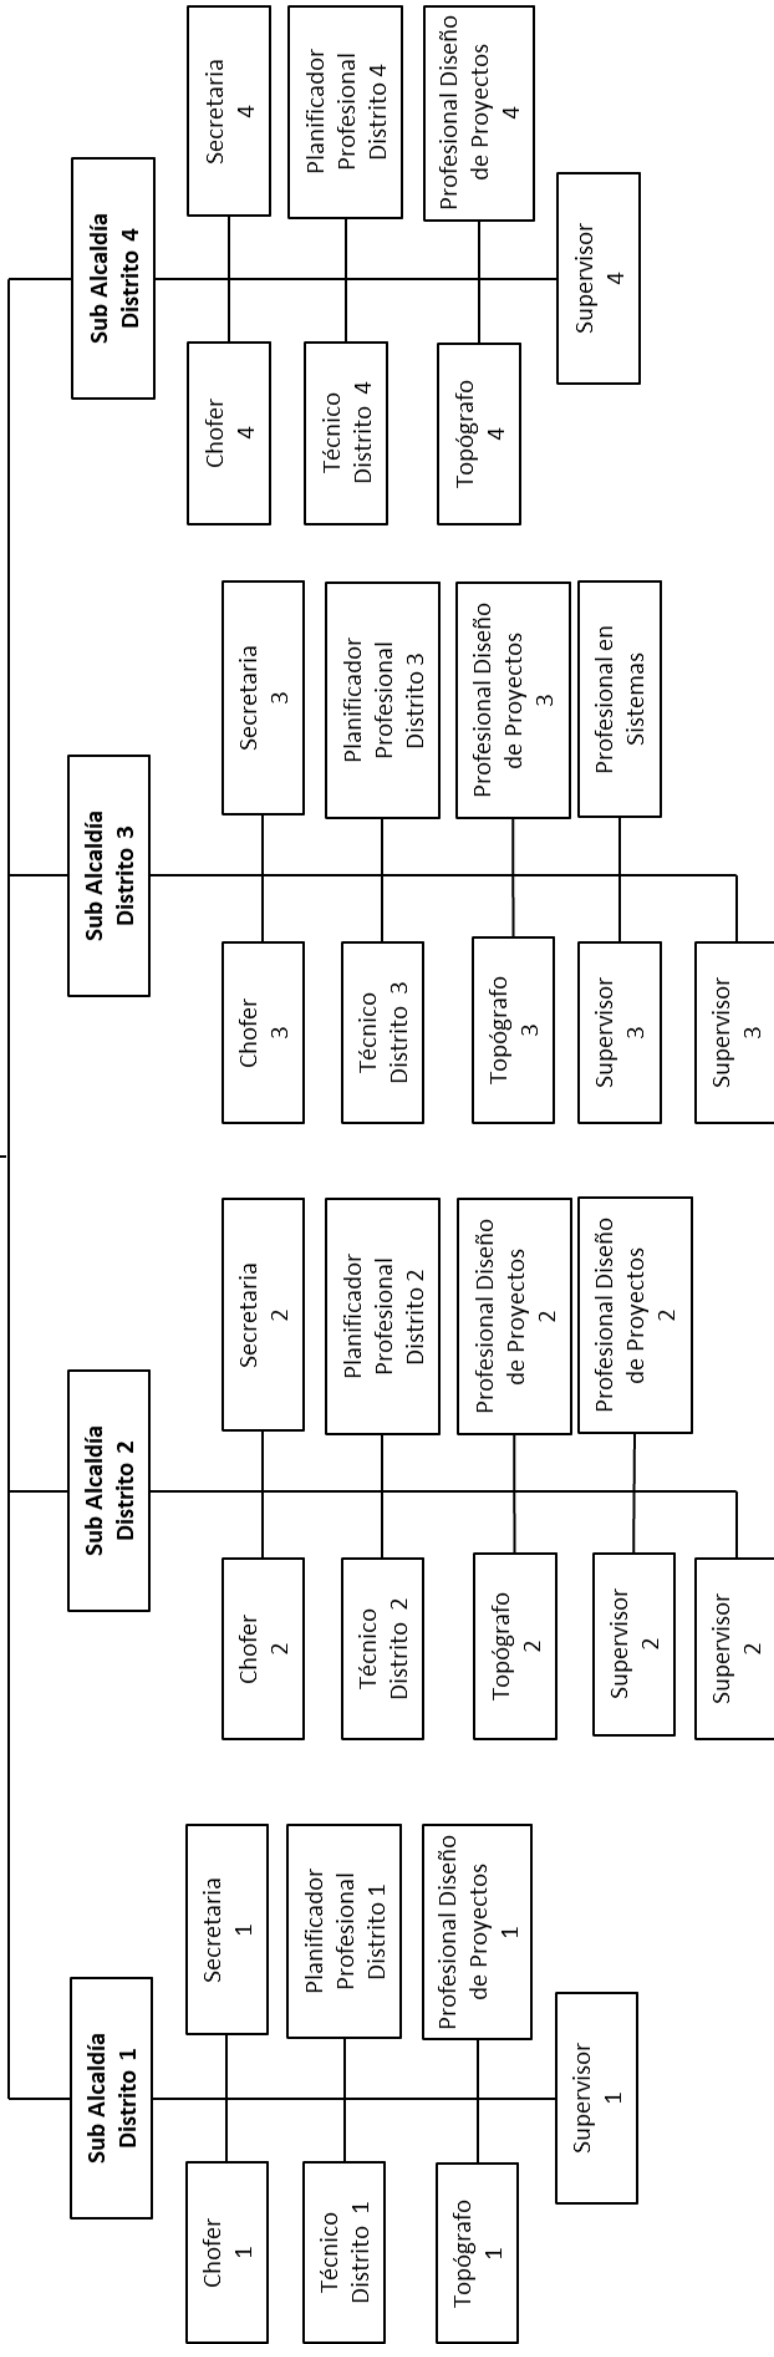 Sub Alcaldía
Distrito 1
Chofer
1
Secretaria
1
Técnico
Distrito 1
Planificador
Profesional
Distrito 1
Topógrafo
1
Profesional Diseño
de Proyectos
1
Supervisor
1
Sub Alcaldía
Distrito 2
Chofer
2
Secretaria
2
Técnico
Distrito 2
Planificador
Profesional
Distrito 2
Topógrafo
2
Profesional Diseño
de Proyectos
2
Supervisor
2
Profesional Diseño
de Proyectos
2
Supervisor
2
Sub Alcaldía
Distrito 3
Chofer
3
Secretaria
3
Técnico
Distrito 3
Planificador
Profesional
Distrito 3
Topógrafo
3
Profesional Diseño
de Proyectos
3
Supervisor
3
Profesional en
Sistemas
Supervisor
3
Sub Alcaldía
Distrito 4
Chofer
4
Secretaria
4
Técnico
Distrito 4
Planificador
Profesional
Distrito 4
Topógrafo
4
Profesional Diseño
de Proyectos
4
Supervisor
4